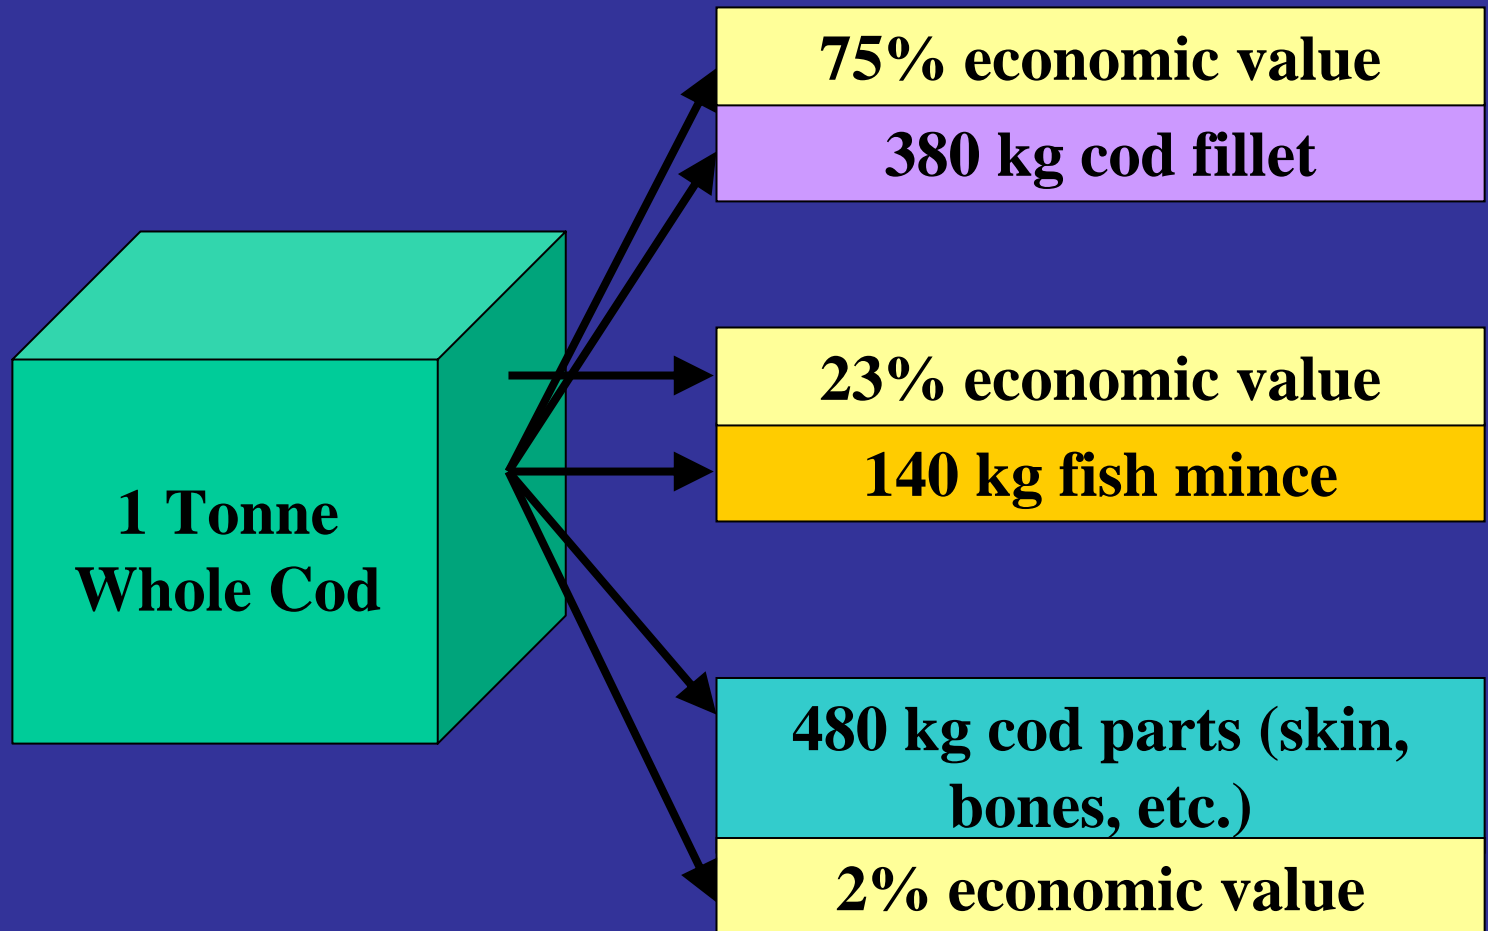 75% economic value
380 kg cod fillet
23% economic value
140 kg fish mince
1 Tonne
Whole Cod
480 kg cod parts (skin,
bones, etc.)
2% economic value